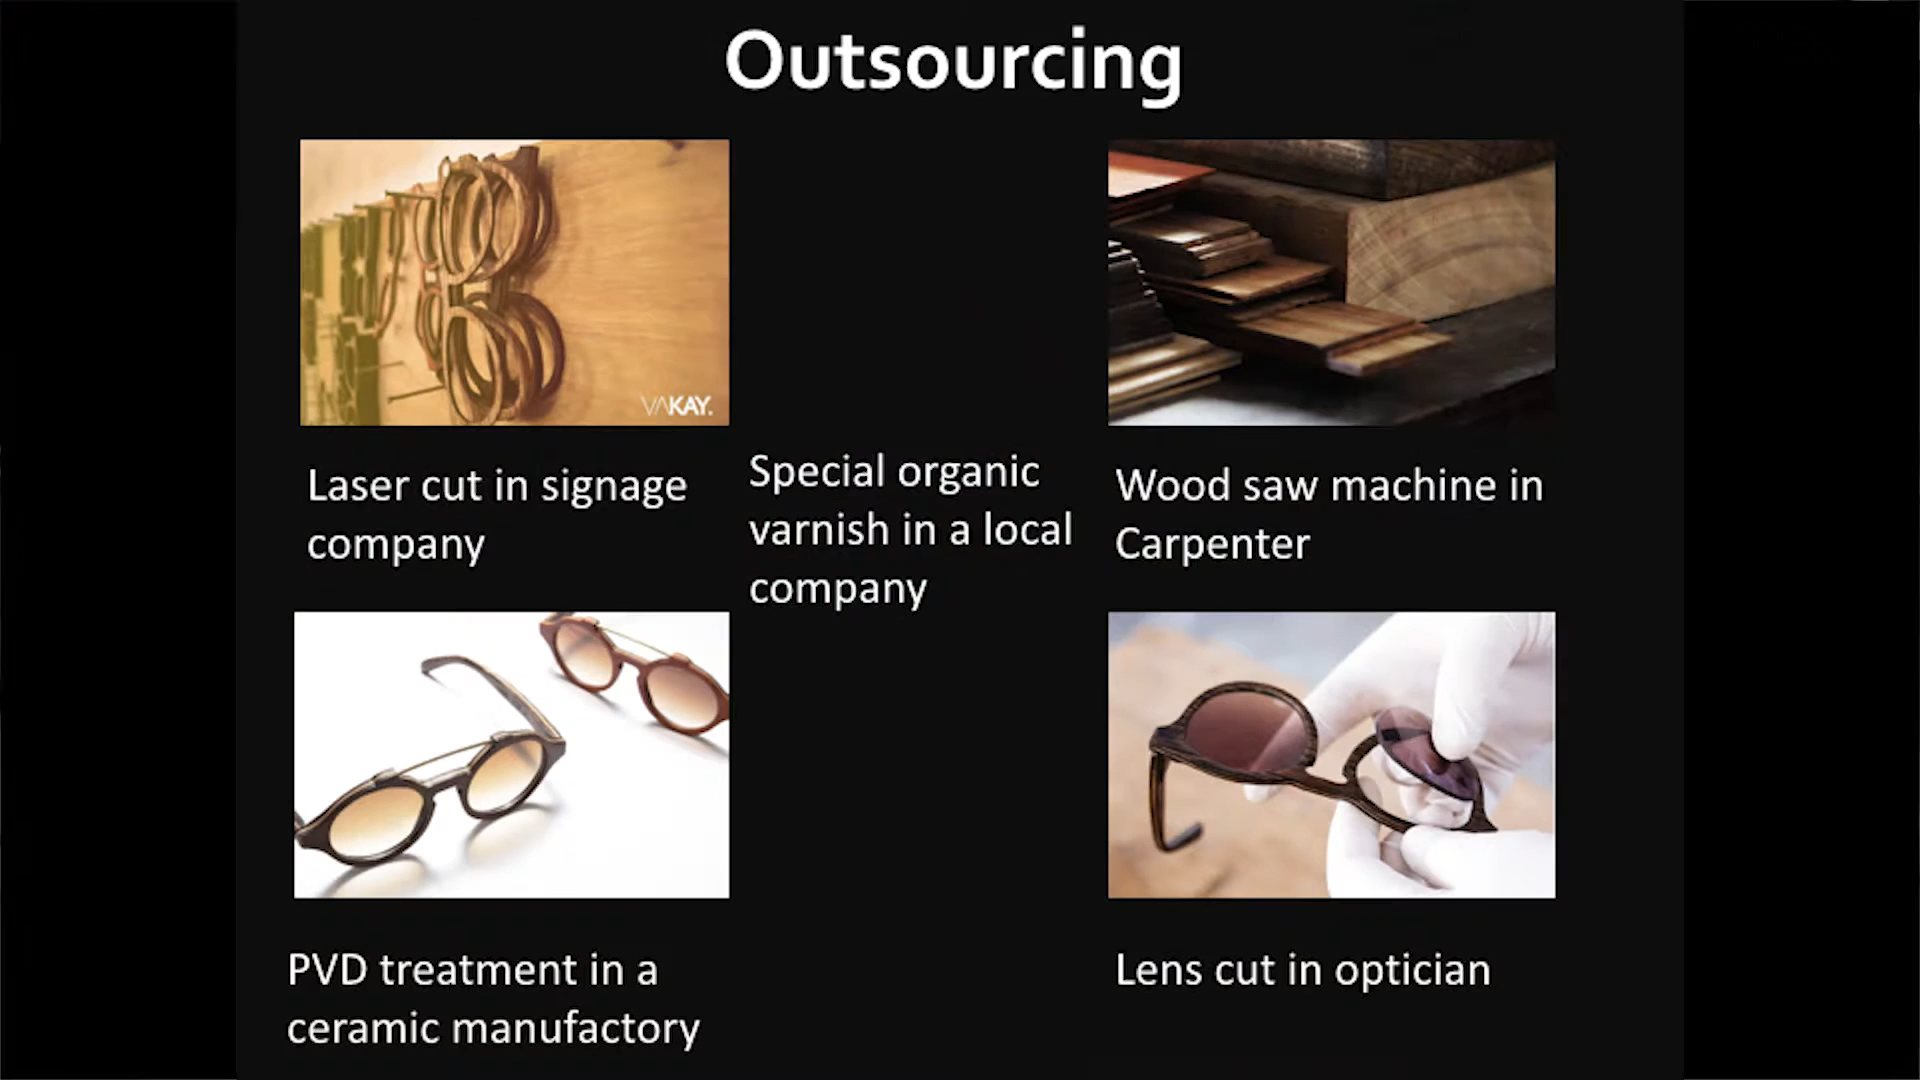 Outsourcing
VAKAY.
Laser cut in signage
company
Special organic
varnish in a local
company
Wood saw machine in
Carpenter
PVD treatment in a
ceramic manufactory
Lens cut in optician